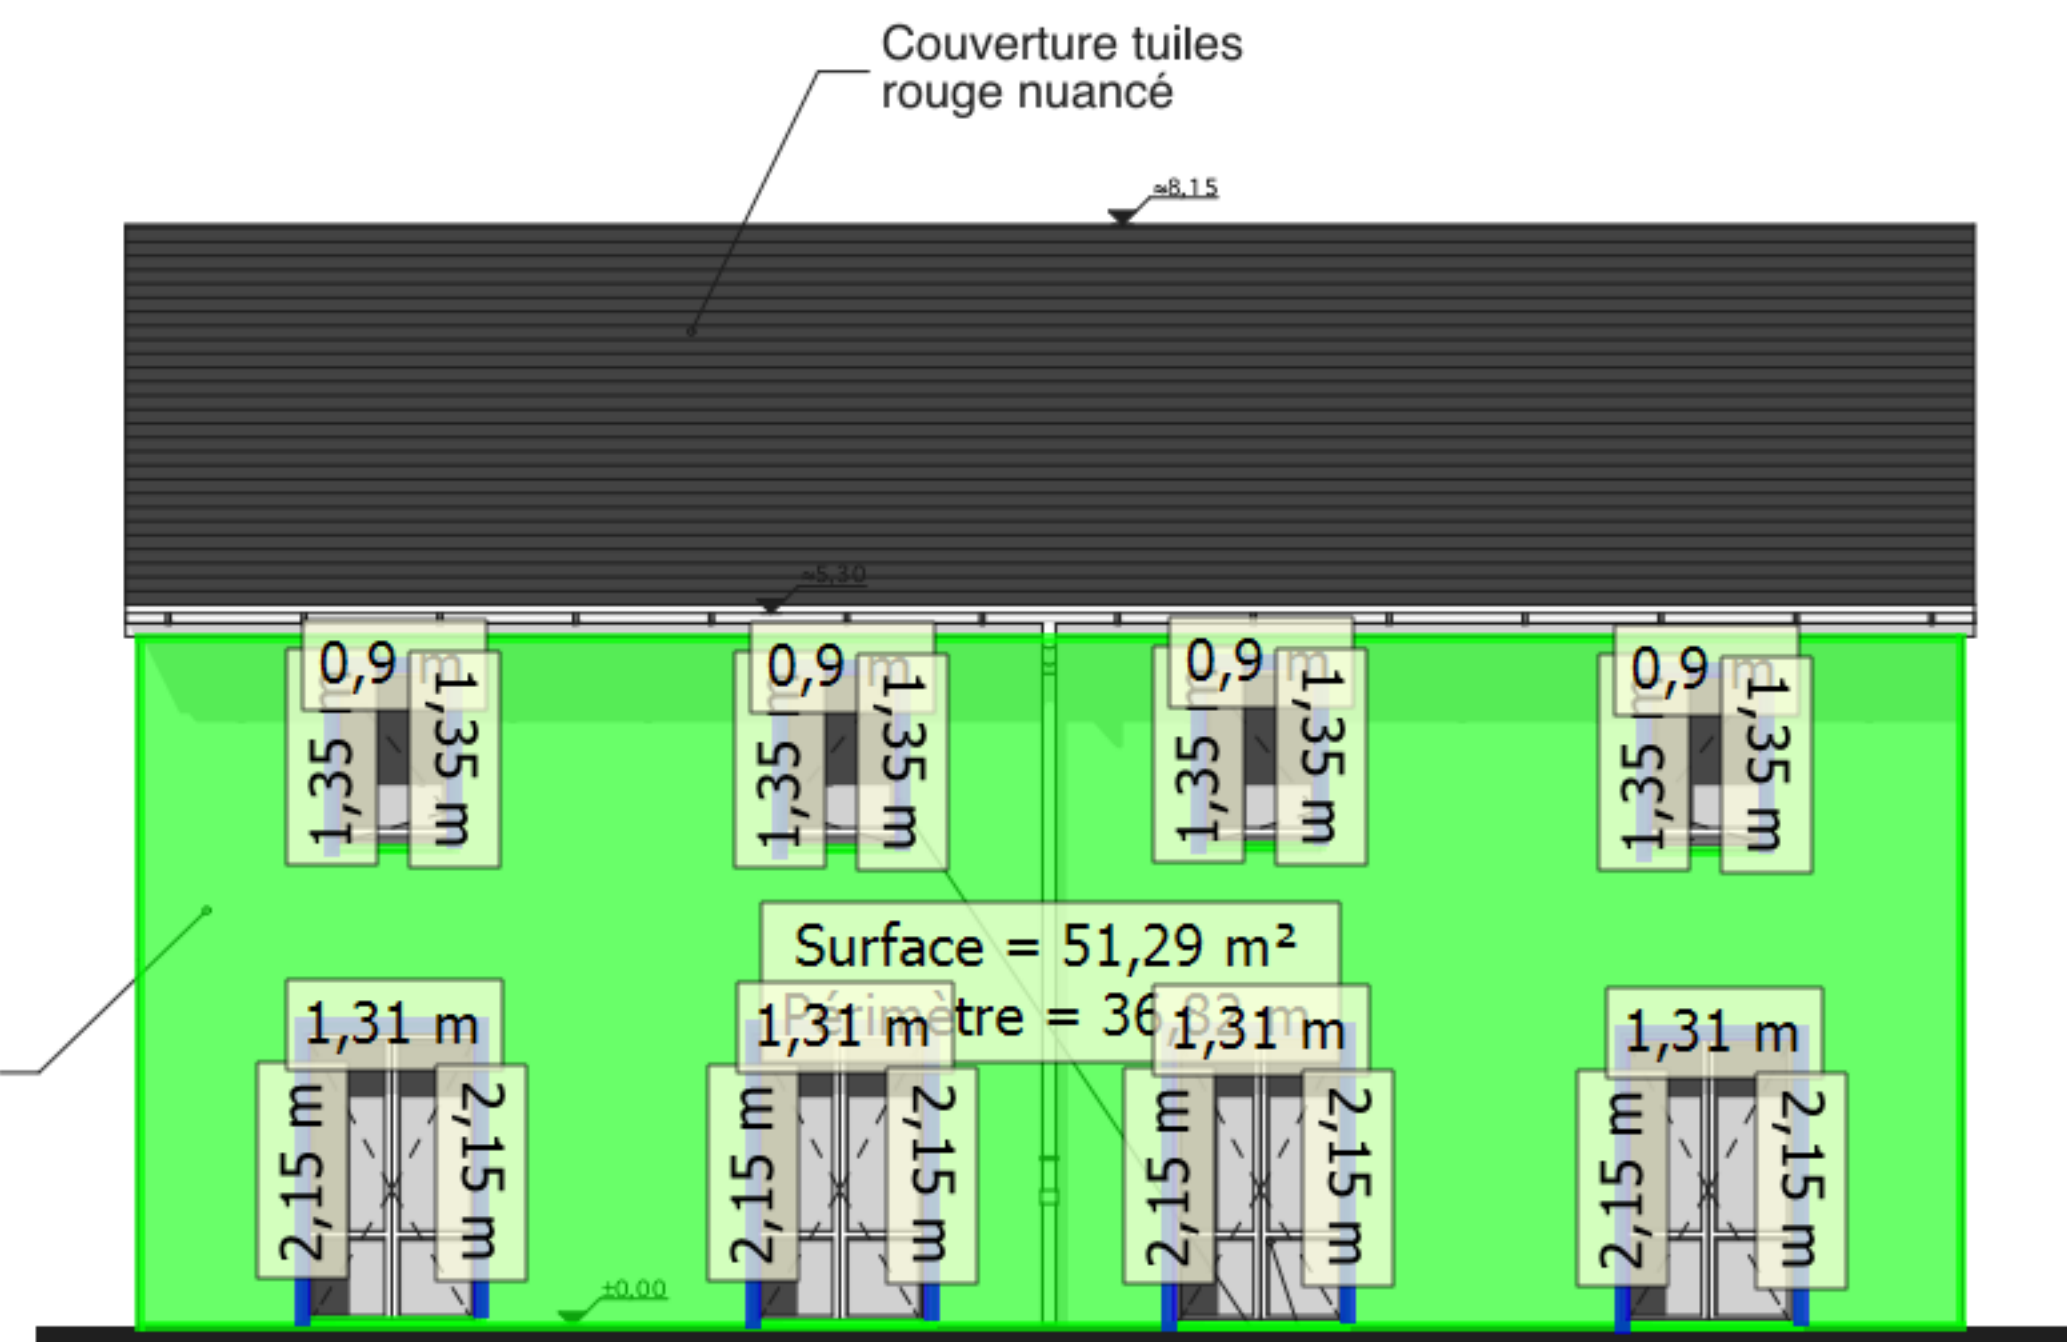 Couverture tuiles
rouge nuancé
≈8,15
≈5,30
0,9 m
0,9 m
0,9 m
0,9 m
1,35 m
1,35 m
1,35 m
1,35 m
1,35 m
1,35 m
1,35 m
1,35 m
Surface = 51,29 m²
Périmètre = 36,82 m
1,31 m
1,31 m
1,31 m
1,31 m
2,15 m
2,15 m
2,15 m
2,15 m
2,15 m
2,15 m
2,15 m
2,15 m
±0,00